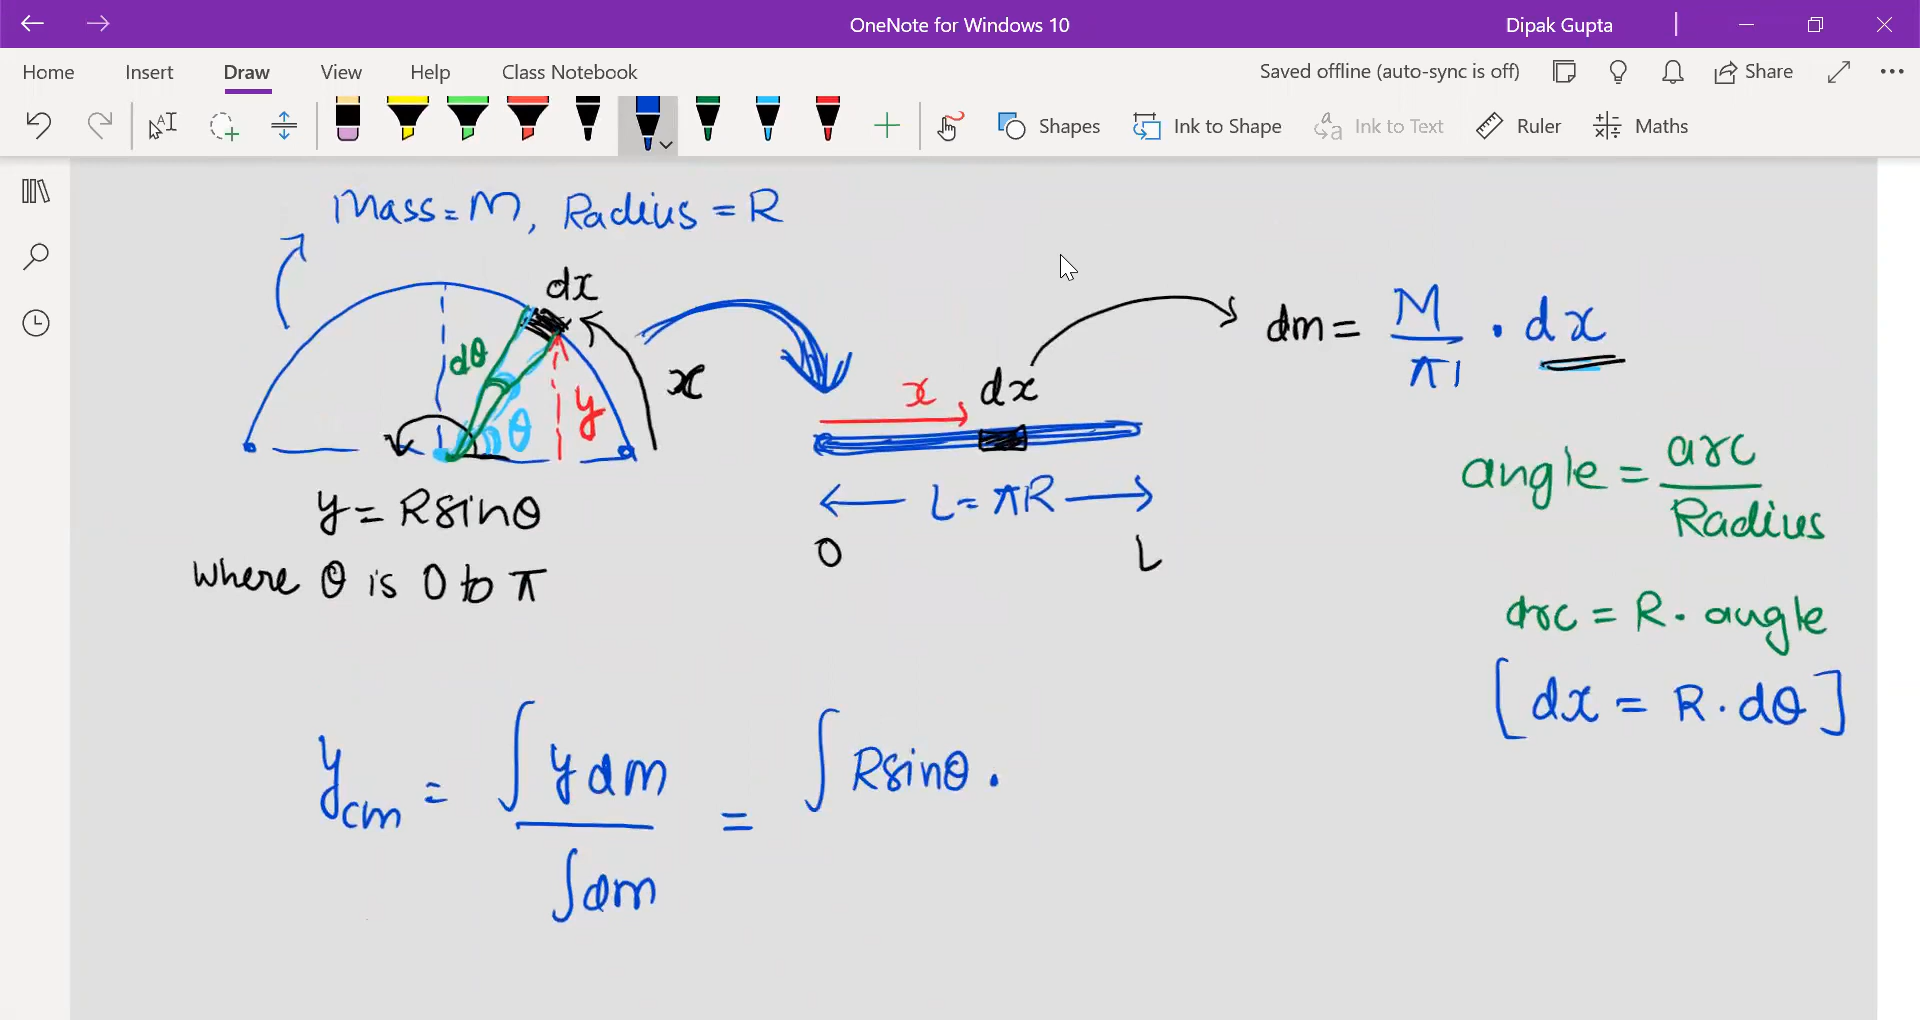 OneNote for Windows 10
Dipak Gupta
Home Insert Draw View Help Class Notebook
Saved offline (auto-sync is off) Share
Shapes Ink to Shape Ink to Text Ruler Maths
Mass = M, Radius = R
dx
dθ
θ
y
x
y = Rsinθ
where θ is 0 to π
x dx
L = πR
0 L
dm = M/π1 · dx
angle = arc/Radius
arc = R · angle
[dx = R · dθ]
y_cm = ∫ y dm / ∫ dm = ∫ Rsinθ ·